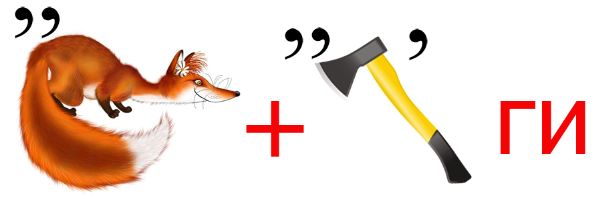 ,, + ,, , ги